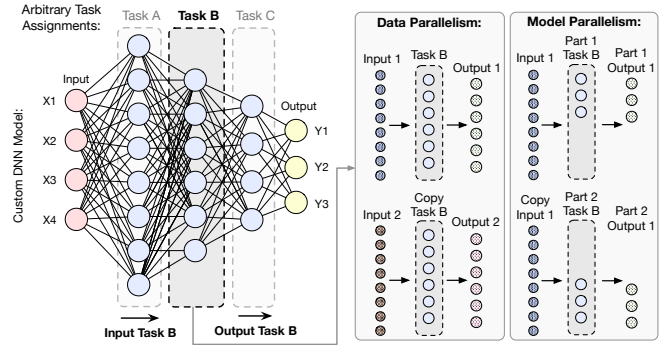 Arbitrary Task
Assignments:
Task A
Task B
Task C
Custom DNN Model:
Input
X1
X2
X3
X4
Output
Y1
Y2
Y3
Input Task B
Output Task B
Data Parallelism:
Input 1
Task B
Output 1
Input 2
Copy
Task B
Output 2
Model Parallelism:
Input 1
Part 1
Task B
Part 1
Output 1
Copy
Input 1
Part 2
Task B
Part 2
Output 1